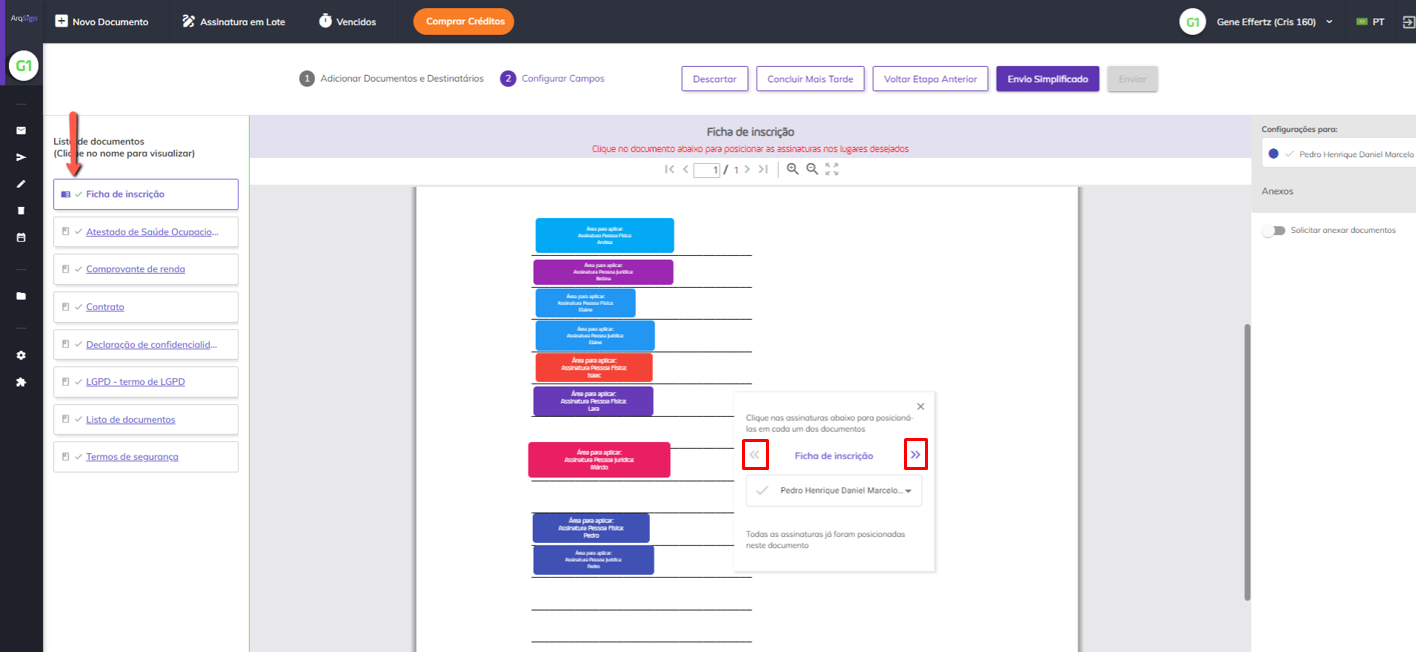 ArqSign
Novo Documento
Assinatura em Lote
Vencidos
Comprar Créditos
G1
Gene Effertz (Cris 160)
PT
G1
1 Adicionar Documentos e Destinatários
2 Configurar Campos
Descartar
Concluir Mais Tarde
Voltar Etapa Anterior
Envio Simplificado
Enviar
Lista de documentos
(Clique no nome para visualizar)
Ficha de inscrição
Atestado de Saúde Ocupacio...
Comprovante de renda
Contrato
Declaração de confidencialid...
LGPD - termo de LGPD
Lista de documentos
Termos de segurança
Ficha de inscrição
Clique no documento abaixo para posicionar as assinaturas nos lugares desejados
1 / 1
Área para aplicar:
Assinatura Pessoa Física:
Andrea
Área para aplicar:
Assinatura Pessoa Jurídica:
Betina
Área para aplicar:
Assinatura Pessoa Física:
Elaine
Área para aplicar:
Assinatura Pessoa Jurídica:
Elaine
Área para aplicar:
Assinatura Pessoa Física:
Isaac
Área para aplicar:
Assinatura Pessoa Física:
Lara
Área para aplicar:
Assinatura Pessoa Jurídica:
Márcio
Área para aplicar:
Assinatura Pessoa Física:
Pedro
Área para aplicar:
Assinatura Pessoa Jurídica:
Pedro
Clique nas assinaturas abaixo para posicioná-
las em cada um dos documentos
Ficha de inscrição
Pedro Henrique Daniel Marcelo...
Todas as assinaturas já foram posicionadas
neste documento
Configurações para:
Pedro Henrique Daniel Marcelo
Anexos
Solicitar anexar documentos